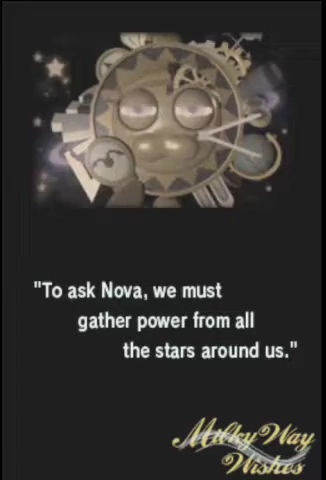 "To ask Nova, we must
gather power from all
the stars around us."
Milky Way
Wishes